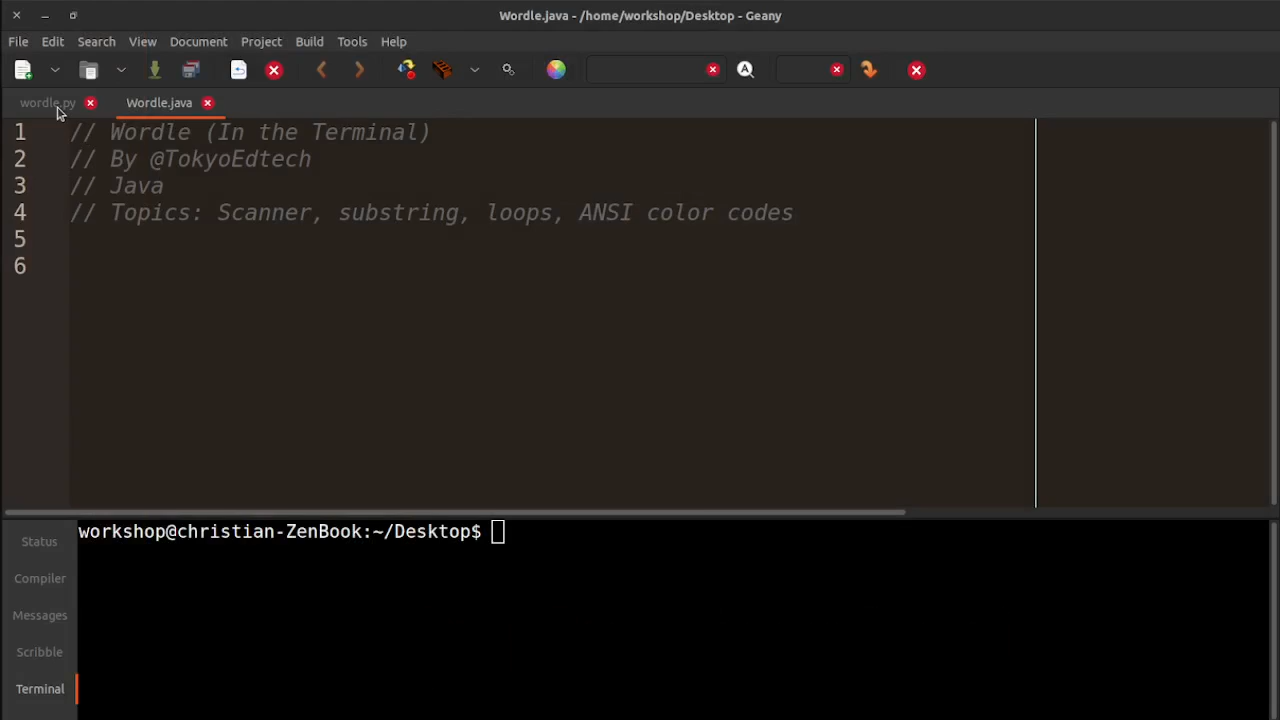 Wordle.java - /home/workshop/Desktop - Geany
File Edit Search View Document Project Build Tools Help
wordle.py Wordle.java
1 // Wordle (In the Terminal)
2 // By @TokyoEdtech
3 // Java
4 // Topics: Scanner, substring, loops, ANSI color codes
5
6
workshop@christian-ZenBook:~/Desktop$
Status
Compiler
Messages
Scribble
Terminal